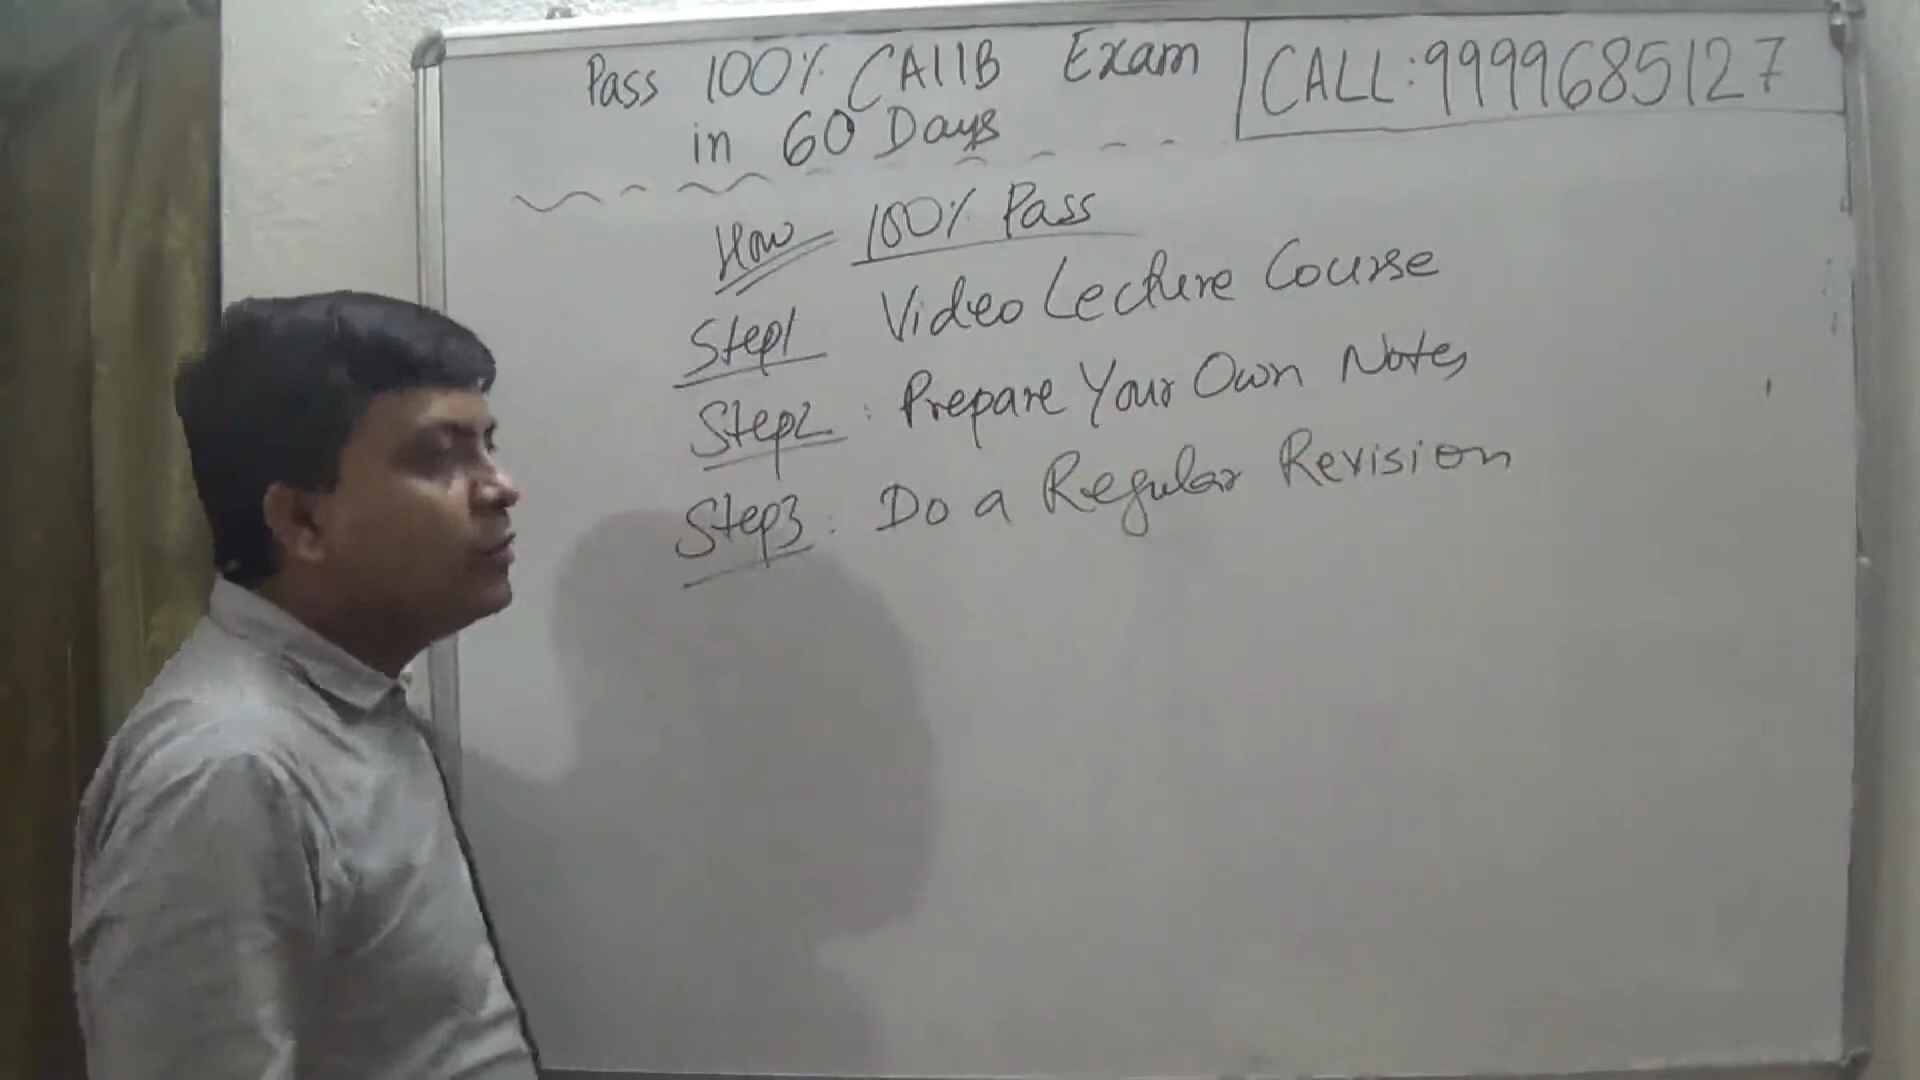 Pass 100% CAIIB Exam
in 60 Days
CALL: 9999685127
How 100% Pass
Step1 Video Lecture Course
Step2 : Prepare Your Own Notes
Step3 : Do a Regular Revision